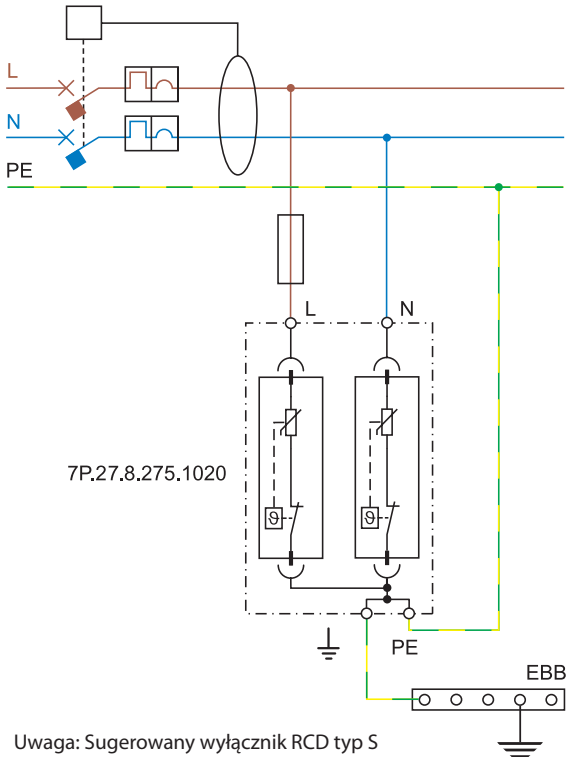 L
N
PE
L N
7P.27.8.275.1020
ϑ ϑ
PE
EBB
Uwaga: Sugerowany wyłącznik RCD typ S